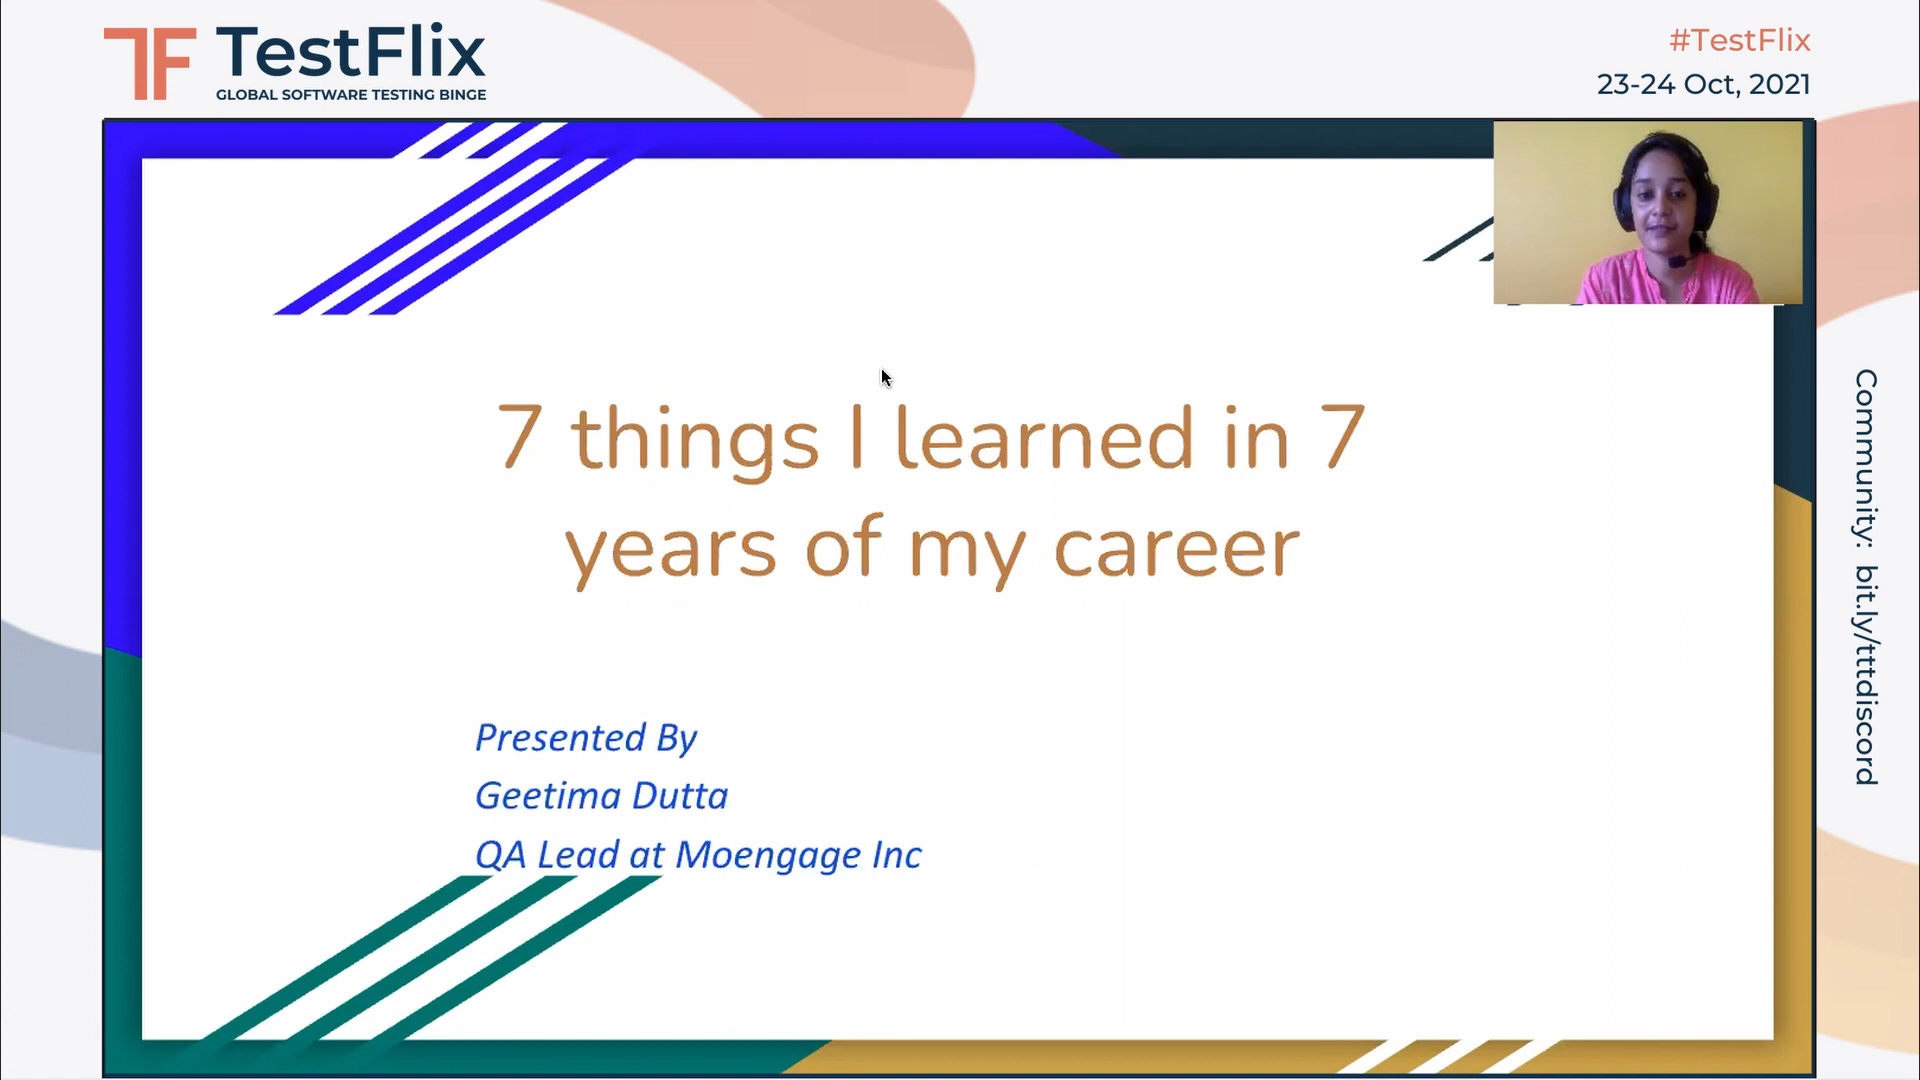 TF TestFlix
GLOBAL SOFTWARE TESTING BINGE
#TestFlix
23-24 Oct, 2021
7 things I learned in 7
years of my career
Presented By
Geetima Dutta
QA Lead at Moengage Inc
Community: bit.ly/tttdiscord